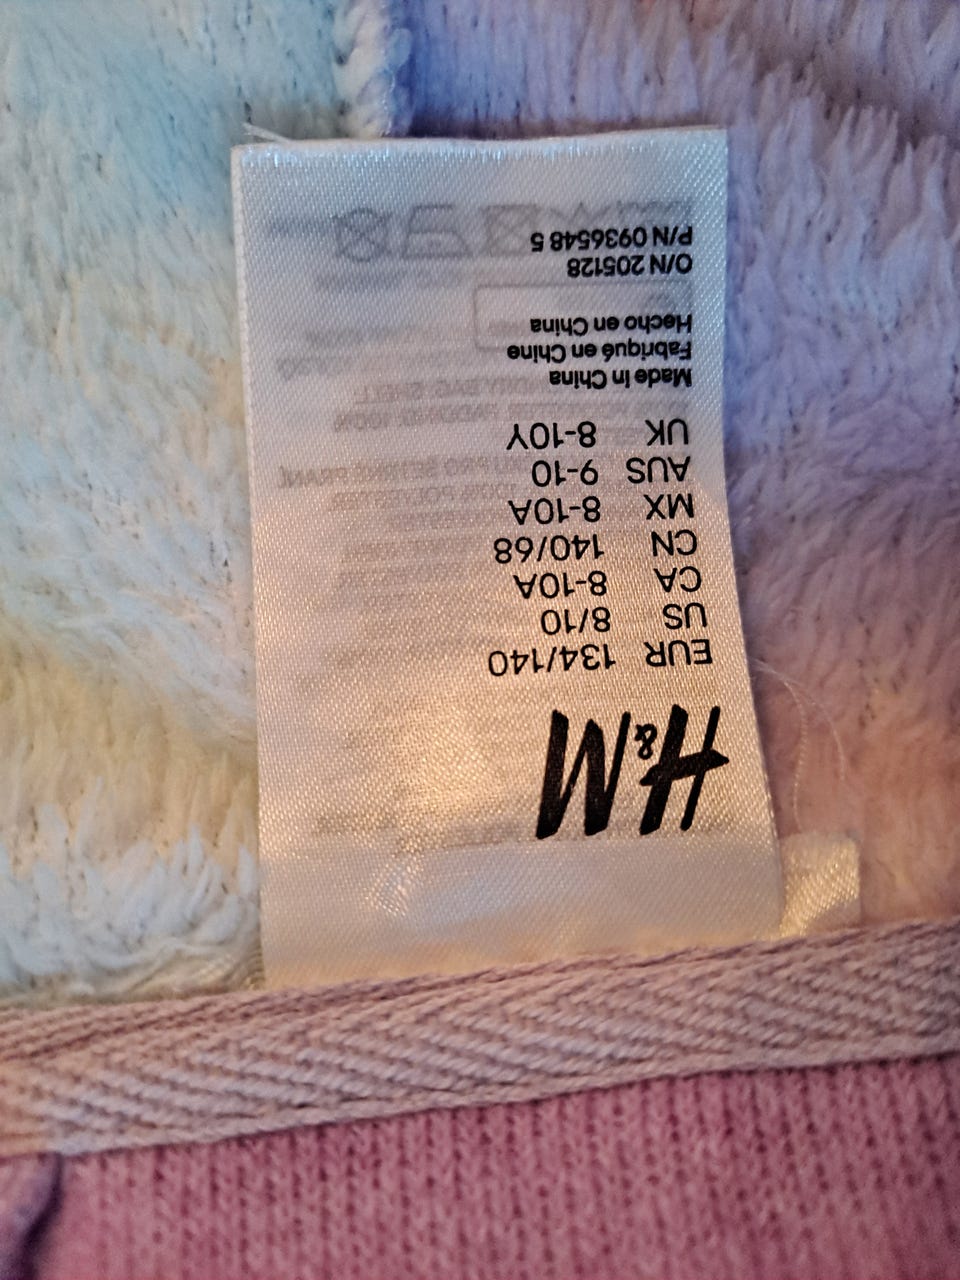 H&M
EUR 134/140
US 8/10
CA 8-10A
CN 140/68
MX 8-10A
AUS 9-10
UK 8-10Y
Made in China
Fabriqué en Chine
Hecho en China
O/N 205128
P/N 0936548 5